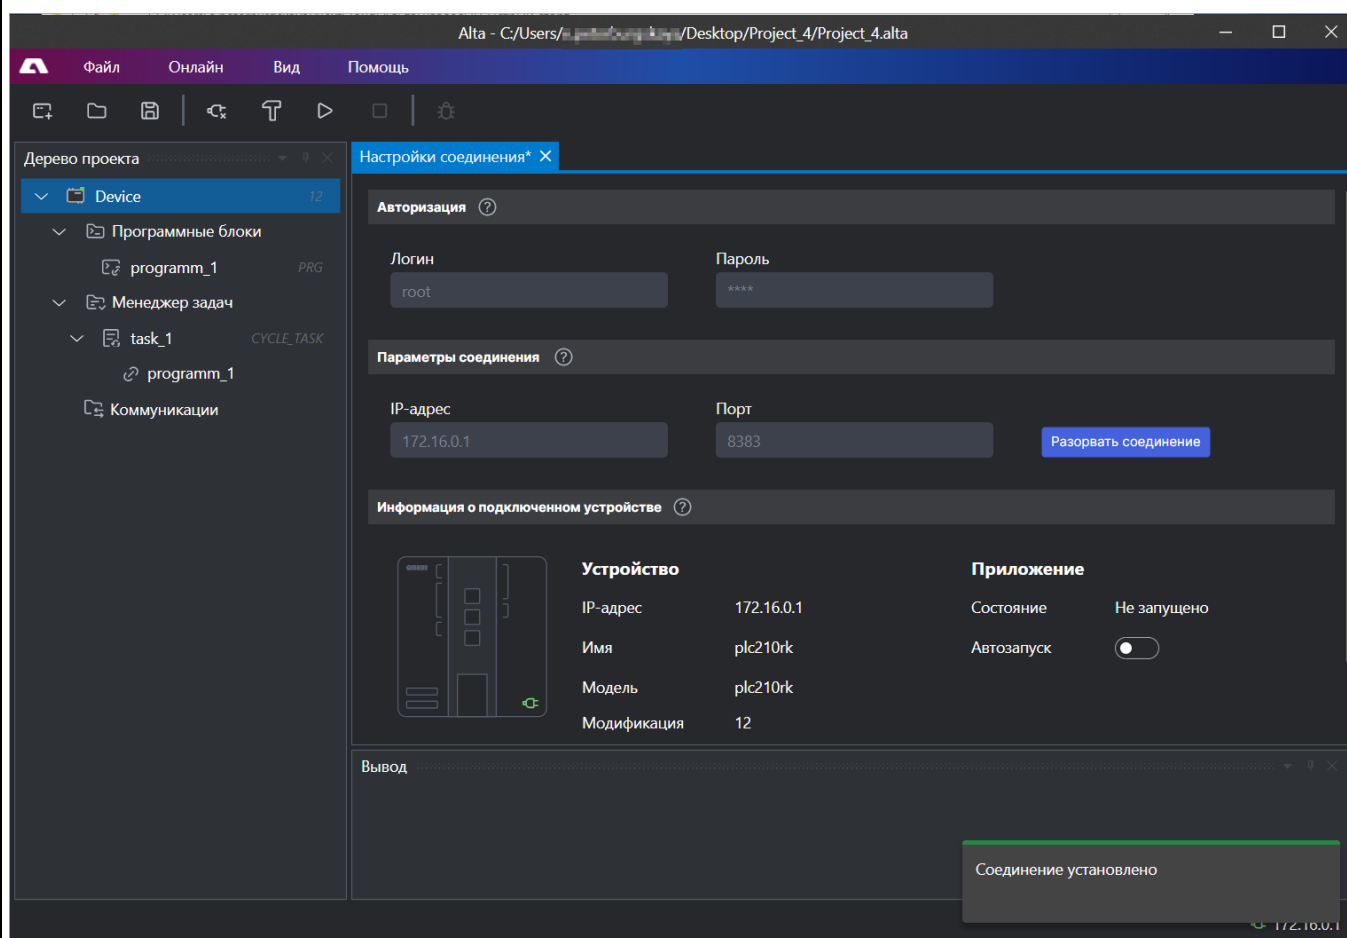 Alta - C:/Users/ /Desktop/Project_4/Project_4.alta
Файл Онлайн Вид Помощь
Дерево проекта
Настройки соединения*
Device 12
Программные блоки
programm_1 PRG
Менеджер задач
task_1 CYCLE_TASK
programm_1
Коммуникации
Авторизация ?
Логин Пароль
root ****
Параметры соединения ?
IP-адрес Порт
172.16.0.1 8383 Разорвать соединение
Информация о подключенном устройстве ?
Устройство Приложение
IP-адрес 172.16.0.1 Состояние Не запущено
Имя plc210rk Автозапуск
Модель plc210rk
Модификация 12
Вывод
Соединение установлено
172.16.0.1